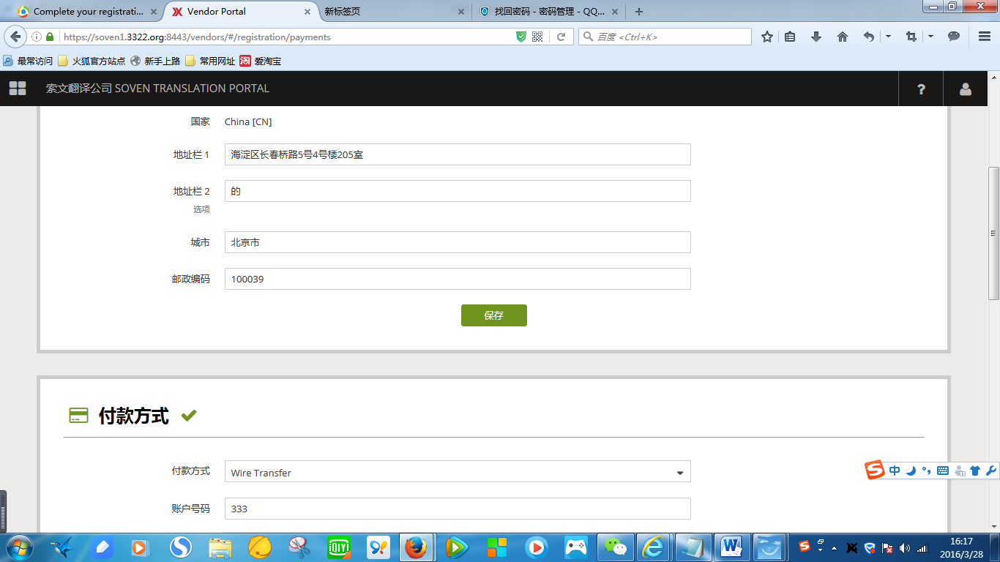 Complete your registrati...
Vendor Portal
新标签页
找回密码 - 密码管理 - QQ...
https://soven1.3322.org:8443/vendors/#/registration/payments
百度 <Ctrl+K>
最常访问
火狐官方站点
新手上路
常用网址
淘
爱淘宝
索文翻译公司 SOVEN TRANSLATION PORTAL
?
国家 China [CN]
地址栏 1 海淀区长春桥路5号4号楼205室
地址栏 2 的
选项
城市 北京市
邮政编码 100039
保存
付款方式
付款方式 Wire Transfer
S 中
账户号码 333
iQIYI
16:17
2016/3/28